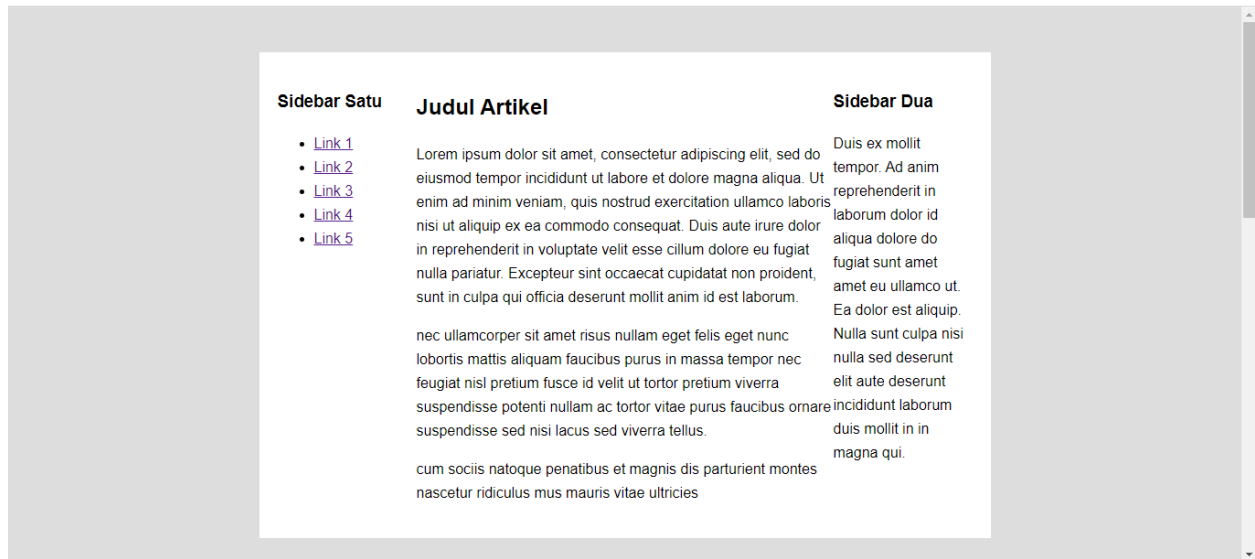 Sidebar Satu
Link 1
Link 2
Link 3
Link 4
Link 5
Judul Artikel
Lorem ipsum dolor sit amet, consectetur adipiscing elit, sed do
eiusmod tempor incididunt ut labore et dolore magna aliqua. Ut
enim ad minim veniam, quis nostrud exercitation ullamco laboris
nisi ut aliquip ex ea commodo consequat. Duis aute irure dolor
in reprehenderit in voluptate velit esse cillum dolore eu fugiat
nulla pariatur. Excepteur sint occaecat cupidatat non proident,
sunt in culpa qui officia deserunt mollit anim id est laborum.
nec ullamcorper sit amet risus nullam eget felis eget nunc
lobortis mattis aliquam faucibus purus in massa tempor nec
feugiat nisl pretium fusce id velit ut tortor pretium viverra
suspendisse potenti nullam ac tortor vitae purus faucibus ornare
suspendisse sed nisi lacus sed viverra tellus.
cum sociis natoque penatibus et magnis dis parturient montes
nascetur ridiculus mus mauris vitae ultricies
Sidebar Dua
Duis ex mollit
tempor. Ad anim
reprehenderit in
laborum dolor id
aliqua dolore do
fugiat sunt amet
amet eu ullamco ut.
Ea dolor est aliquip.
Nulla sunt culpa nisi
nulla sed deserunt
elit aute deserunt
incididunt laborum
duis mollit in in
magna qui.